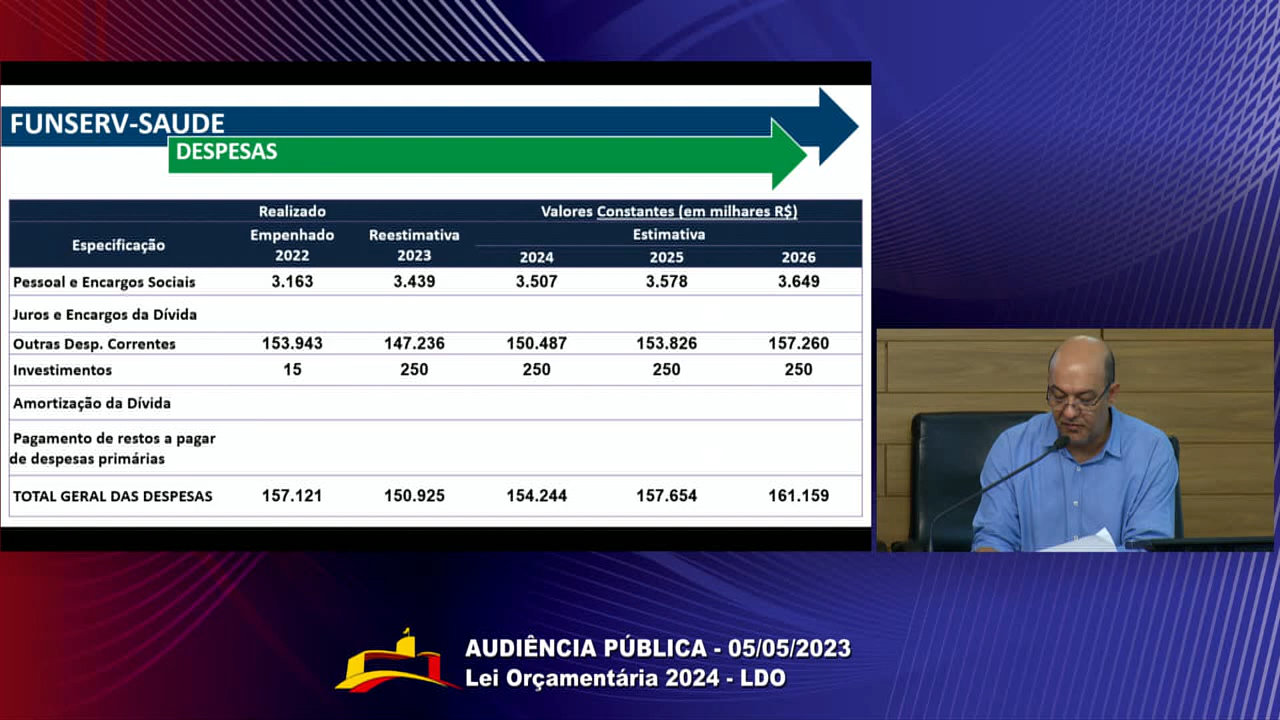 FUNSERV-SAUDE
DESPESAS
Realizado Valores Constantes (em milhares R$)
Especificação Empenhado 2022 Reestimativa 2023 Estimativa
2024 2025 2026
Pessoal e Encargos Sociais 3.163 3.439 3.507 3.578 3.649
Juros e Encargos da Dívida
Outras Desp. Correntes 153.943 147.236 150.487 153.826 157.260
Investimentos 15 250 250 250 250
Amortização da Dívida
Pagamento de restos a pagar
de despesas primárias
TOTAL GERAL DAS DESPESAS 157.121 150.925 154.244 157.654 161.159
AUDIÊNCIA PÚBLICA - 05/05/2023
Lei Orçamentária 2024 - LDO